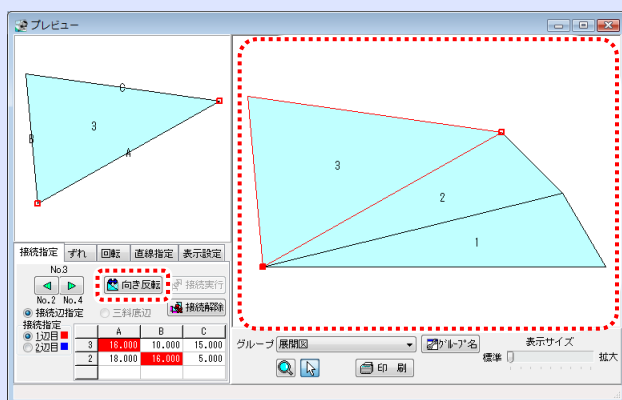 プレビュー
C
3
B
A
3
2
1
接続指定 ずれ 回転 直線指定 表示設定
No.3
No.2 No.4
向き反転 接続実行
接続辺指定 三斜底辺 接続解除
接続指定
1辺目
2辺目
A B C
3 16.000 10.000 15.000
2 18.000 16.000 5.000
グループ 展開図 ｸﾞﾙｰﾌﾟ名 表示サイズ
標準 拡大
印 刷